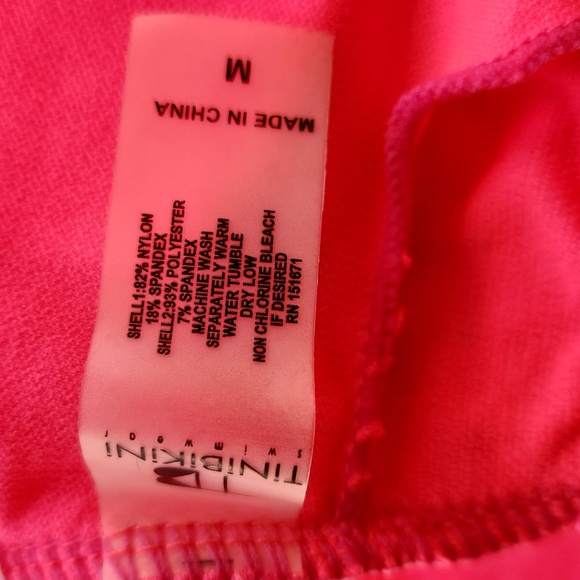 TB
TINIBIKINI
swimwear
SHELL1:82% NYLON
18% SPANDEX
SHELL2:93% POLYESTER
7% SPANDEX
MACHINE WASH
SEPARATELY WARM
WATER TUMBLE
DRY LOW
NON CHLORINE BLEACH
IF DESIRED
RN 151671
MADE IN CHINA
M